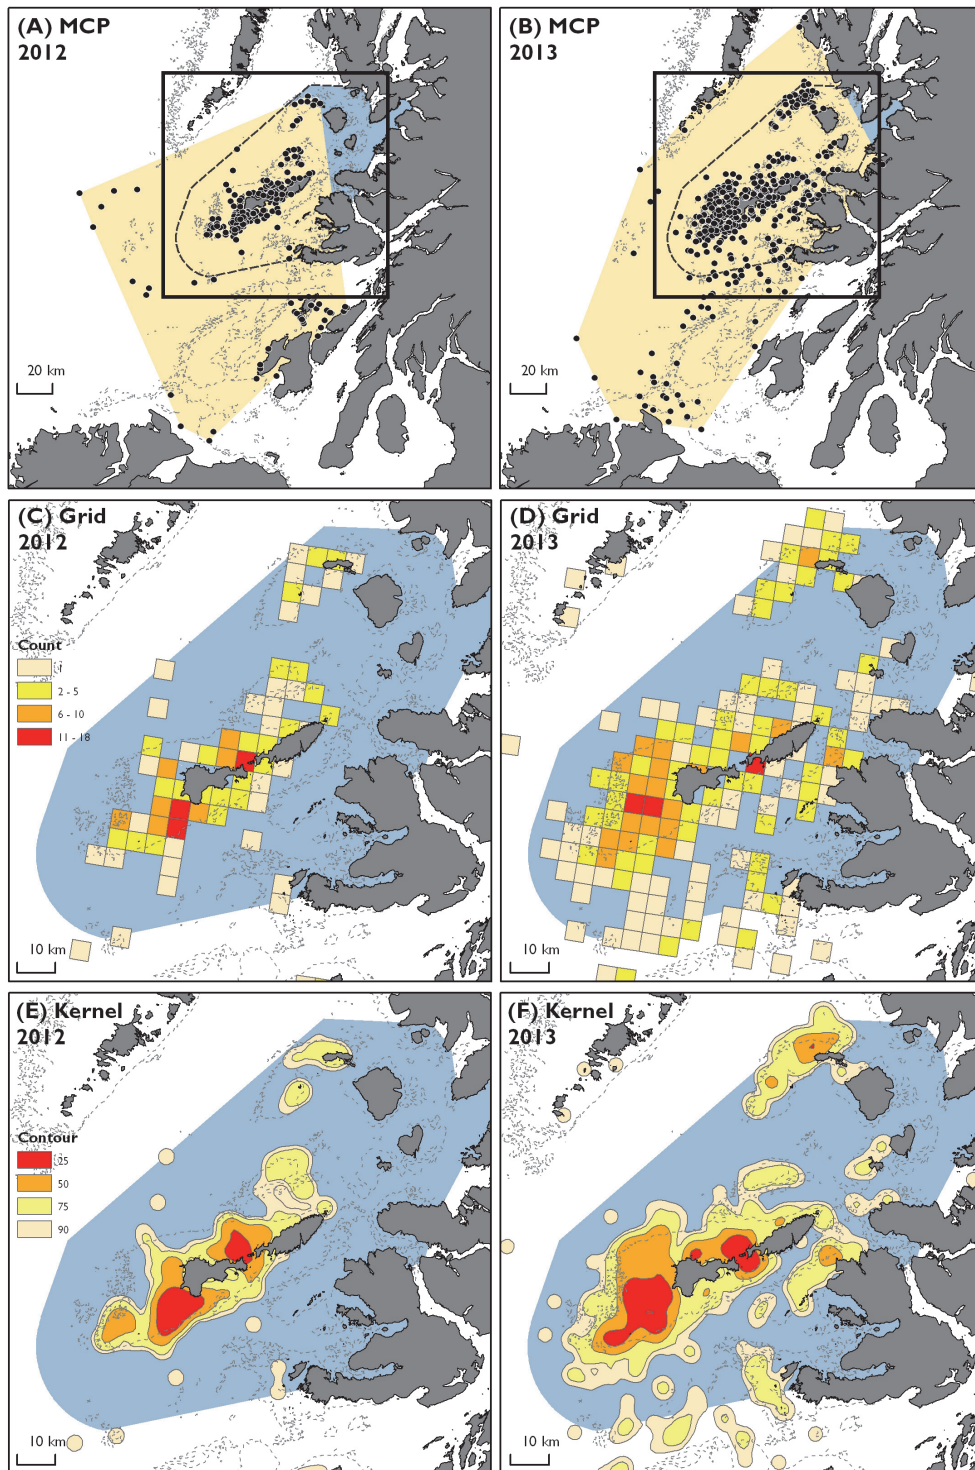 (A) MCP
2012
20 km
(B) MCP
2013
20 km
(C) Grid
2012
Count
1
2 - 5
6 - 10
11 - 18
10 km
(D) Grid
2013
10 km
(E) Kernel
2012
Contour
25
50
75
90
10 km
(F) Kernel
2013
10 km